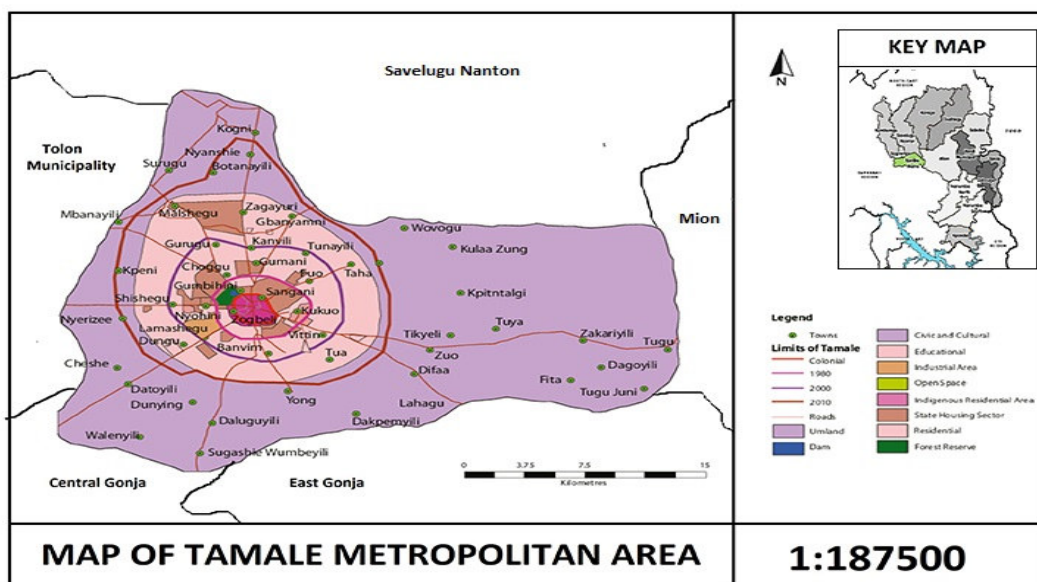 Savelugu Nanton
Tolon
Municipality
Mion
Central Gonja
East Gonja
Kogni
Nyanshie
Surugu
Botanayili
Mbanayili
Malshegu
Zagayuri
Gbanyamni
Gurugu
Kanvili
Tunayili
Wovogu
Kulaa Zung
Kpeni
Choggu
Gumani
Fuo
Taha
Gumbihini
Sangani
Kpitntalgi
Shishegu
Nyohini
Zogbeli
Kukuo
Nyerizee
Lamashegu
Vittin
Tikyeli
Tuya
Zakariyili
Tugu
Dungu
Banvim
Tua
Zuo
Cheshe
Datoyili
Difaa
Fita
Dagoyili
Tugu Juni
Dunying
Yong
Lahagu
Daluguyili
Dakpemyili
Walenyili
Sugashie Wumbeyili
0 3.75 7.5 15
Kilometres
N
KEY MAP
Legend
Towns
Limits of Tamale
Colonial
1980
2000
2010
Roads
Umland
Dam
Civic and Cultural
Educational
Industrial Area
Open Space
Indigenous Residential Area
State Housing Sector
Residential
Forest Reserve
MAP OF TAMALE METROPOLITAN AREA
1:187500